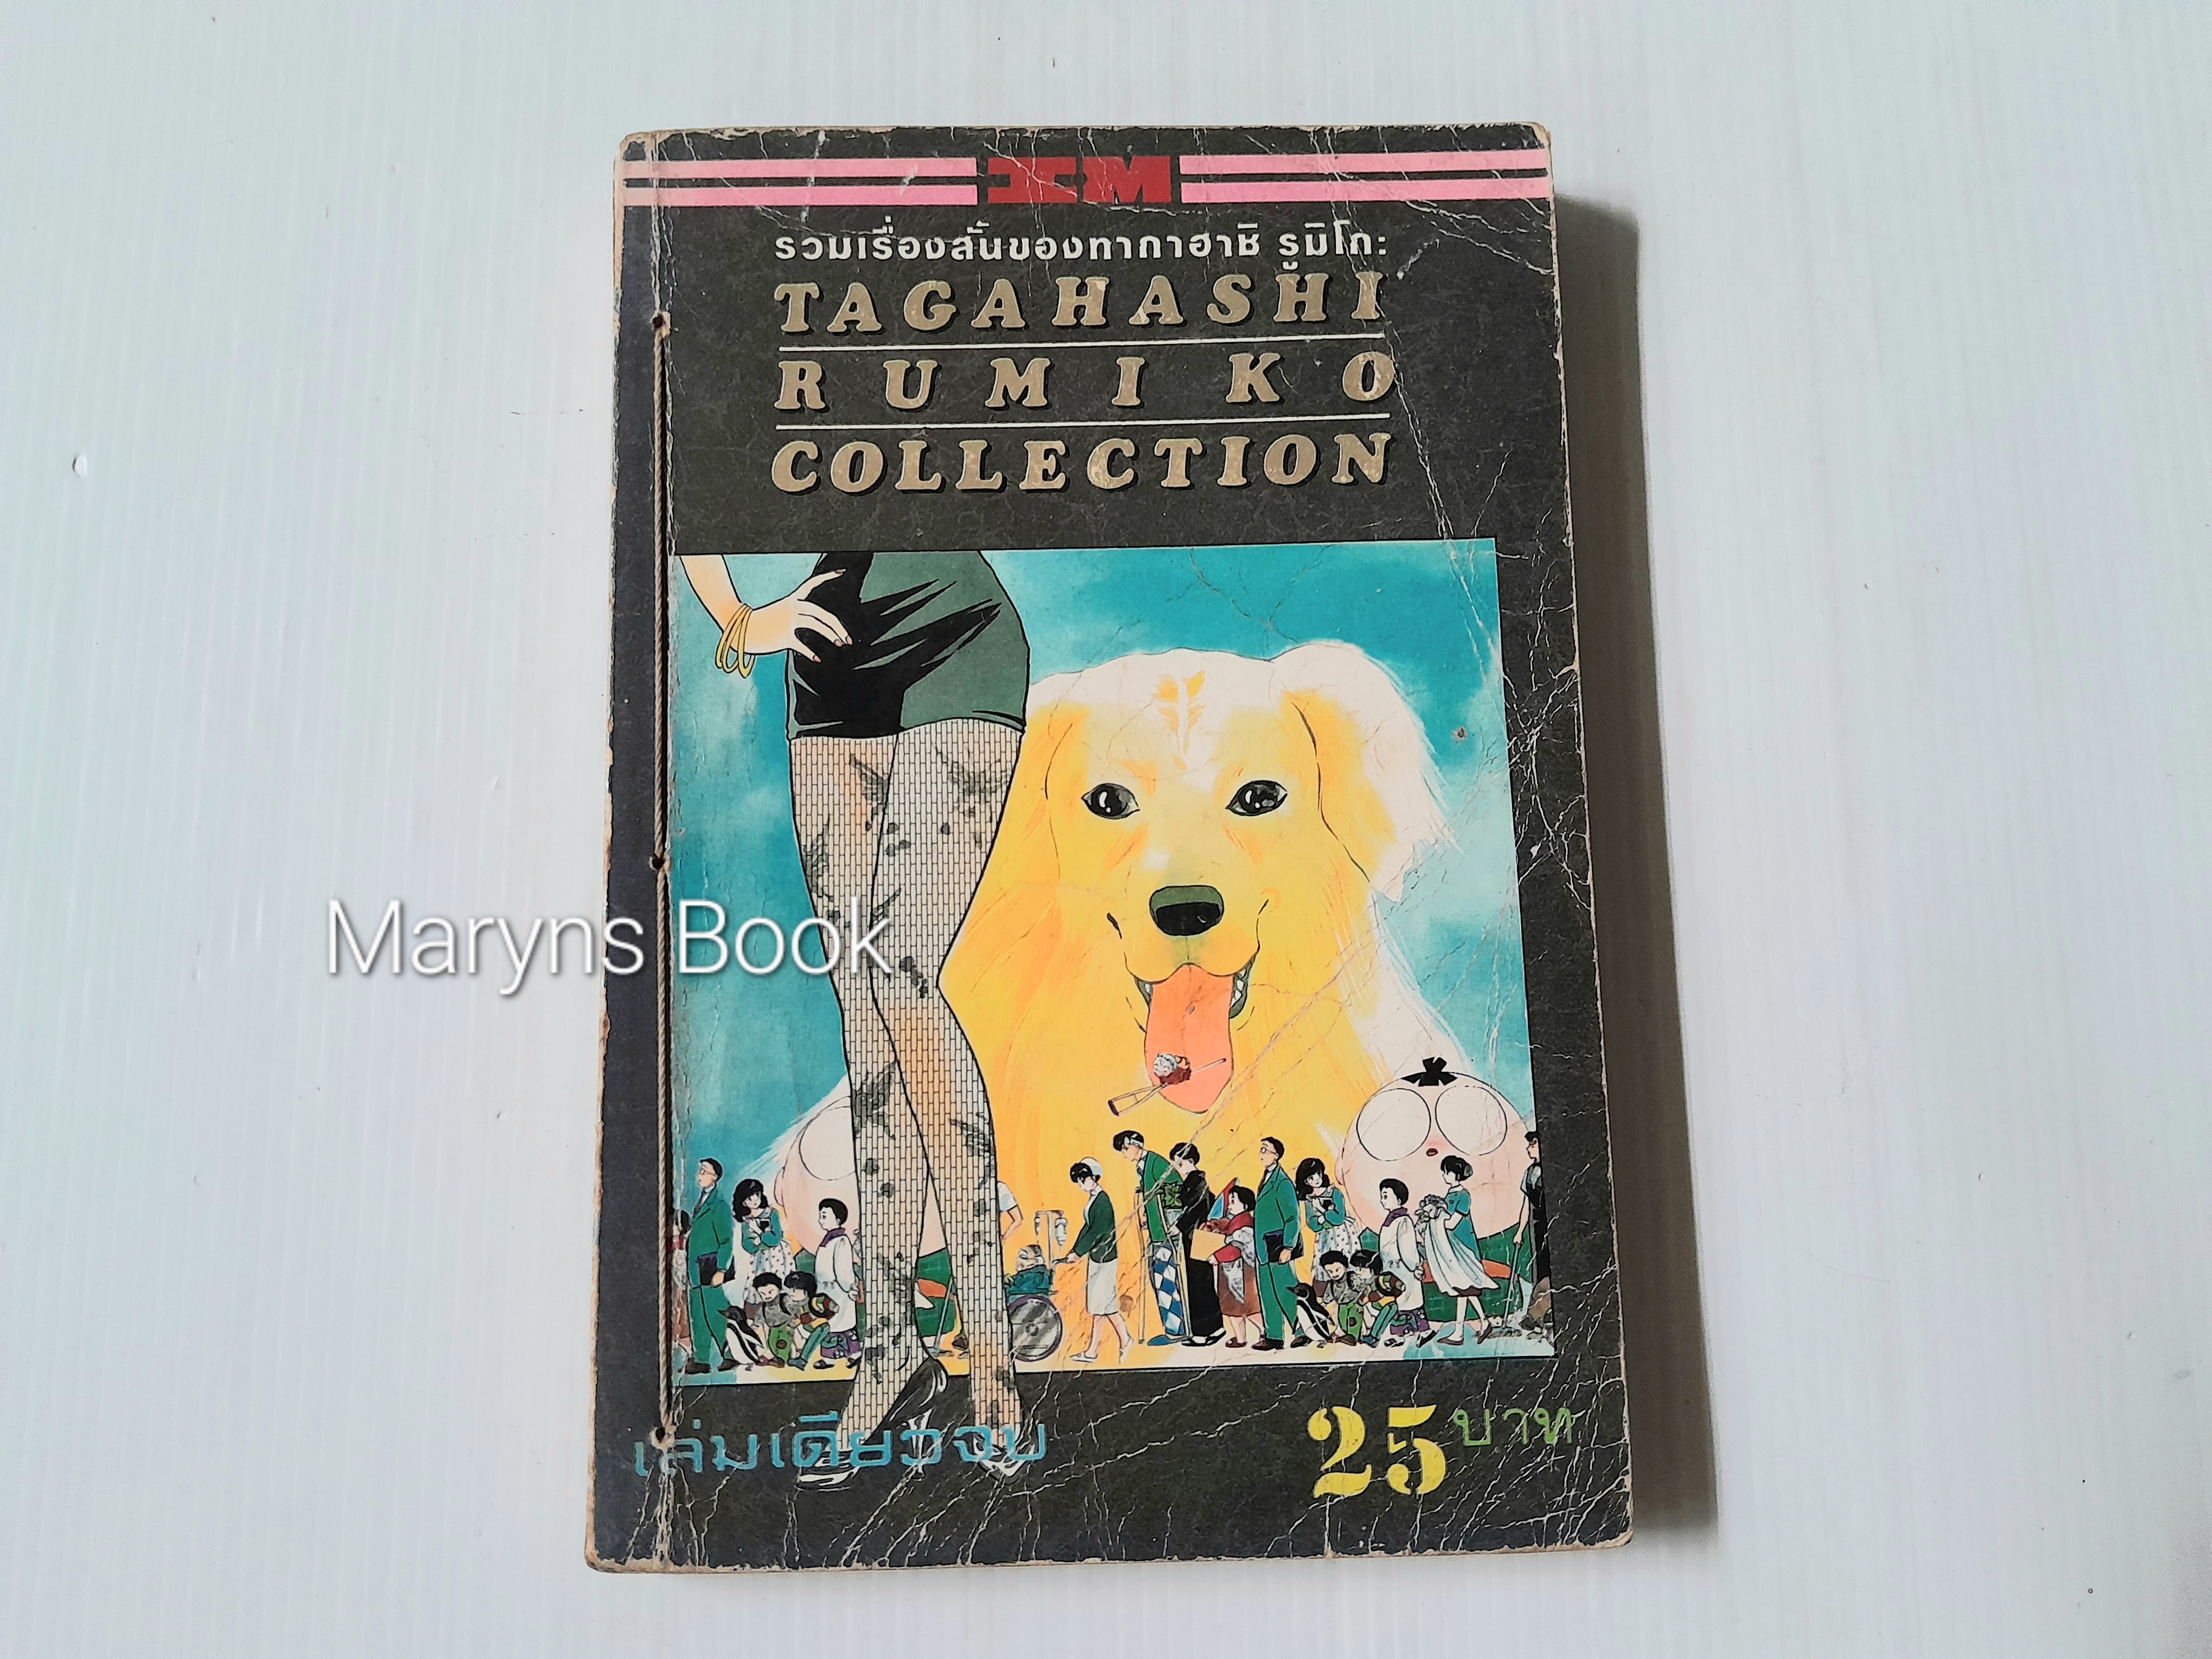 รวมเรื่องสั้นของทากาฮาชิ รูมิโกะ
TAGAHASHI
RUMIKO
COLLECTION
Maryns Book
เล่มเดียวจบ
25 บาท